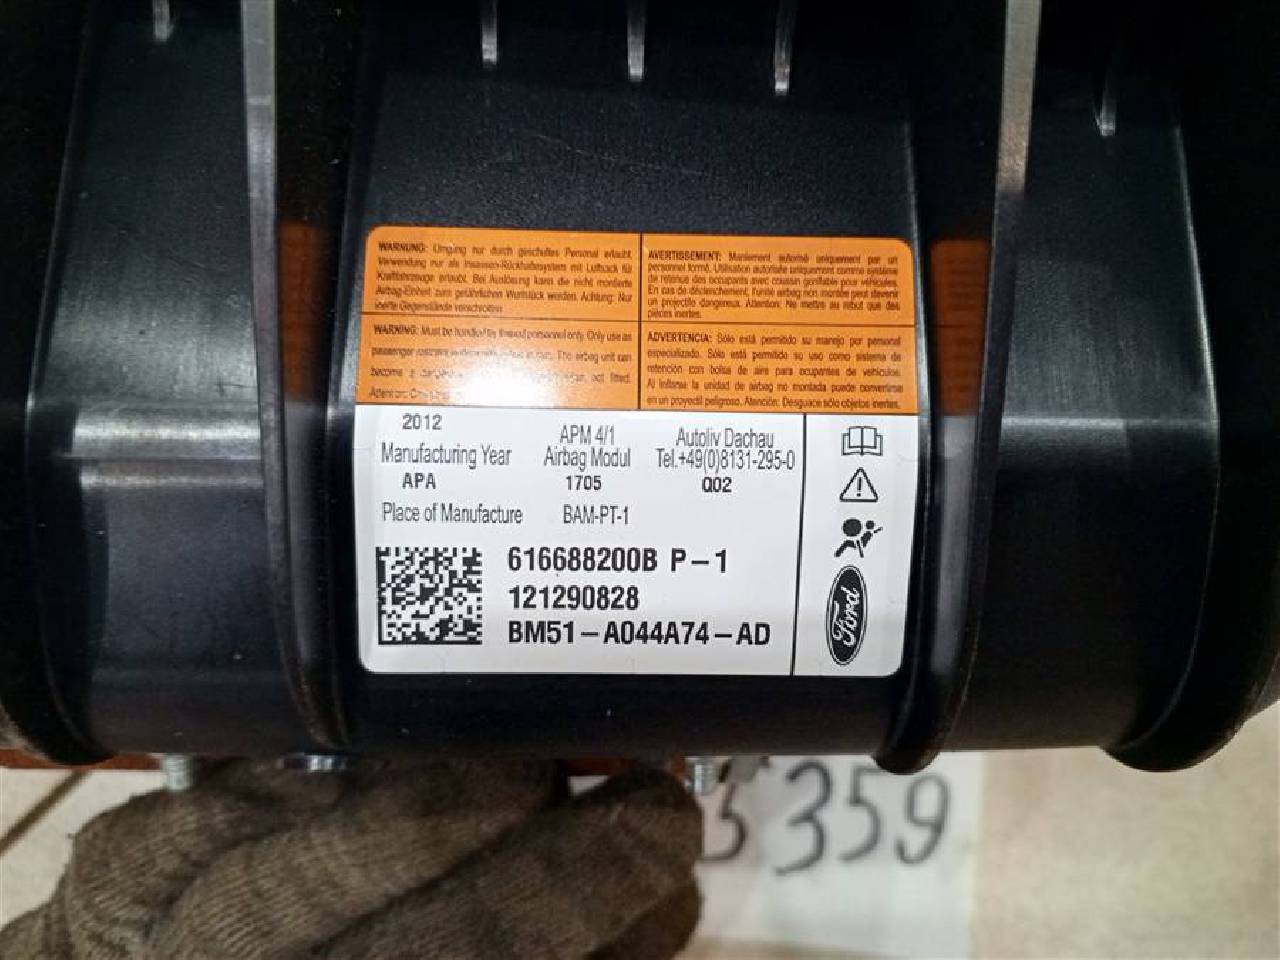 WARNUNG: Umgang nur durch geschultes Personal erlaubt.
Verwendung nur als Insassen-Rückhaltesystem mit Luftsack für
Kraftfahrzeuge erlaubt. Bei Auslösung kann die nicht montierte
Airbag-Einheit zum gefährlichen Wurfstück werden. Achtung: Nur
inerte Gegenstände verschrotten.
AVERTISSEMENT: Maniement autorisé uniquement par un
personnel formé. Utilisation autorisée uniquement comme système
de retenue des occupants avec coussin gonflable pour véhicules.
En cas de déclenchement, l'unité airbag non montée peut devenir
un projectile dangereux. Attention: Ne mettre au rebut que des
pièces inertes.
WARNING: Must be handled by trained personnel only. Only use as
passenger The airbag unit can
become a not fitted.
Attention:
ADVERTENCIA: Sólo está permitido su manejo por personal
especializado. Sólo está permitido su uso como sistema de
retención con bolsa de aire para ocupantes de vehículos.
Al inflarse la unidad de airbag no montada puede convertirse
en un proyectil peligroso. Atención: Desguace sólo objetos inertes.
2012
Manufacturing Year
APA
Place of Manufacture
APM 4/1
Airbag Modul
1705
BAM-PT-1
Autoliv Dachau
Tel.+49(0)8131-295-0
Q02
616688200B P-1
121290828
BM51-A044A74-AD
Ford
3359